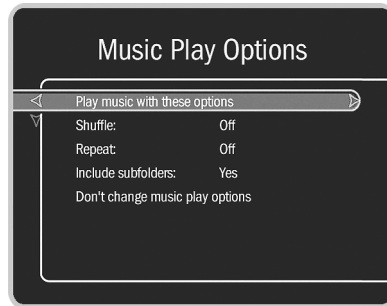 Music Play Options
Play music with these options
Shuffle: Off
Repeat: Off
Include subfolders: Yes
Don't change music play options